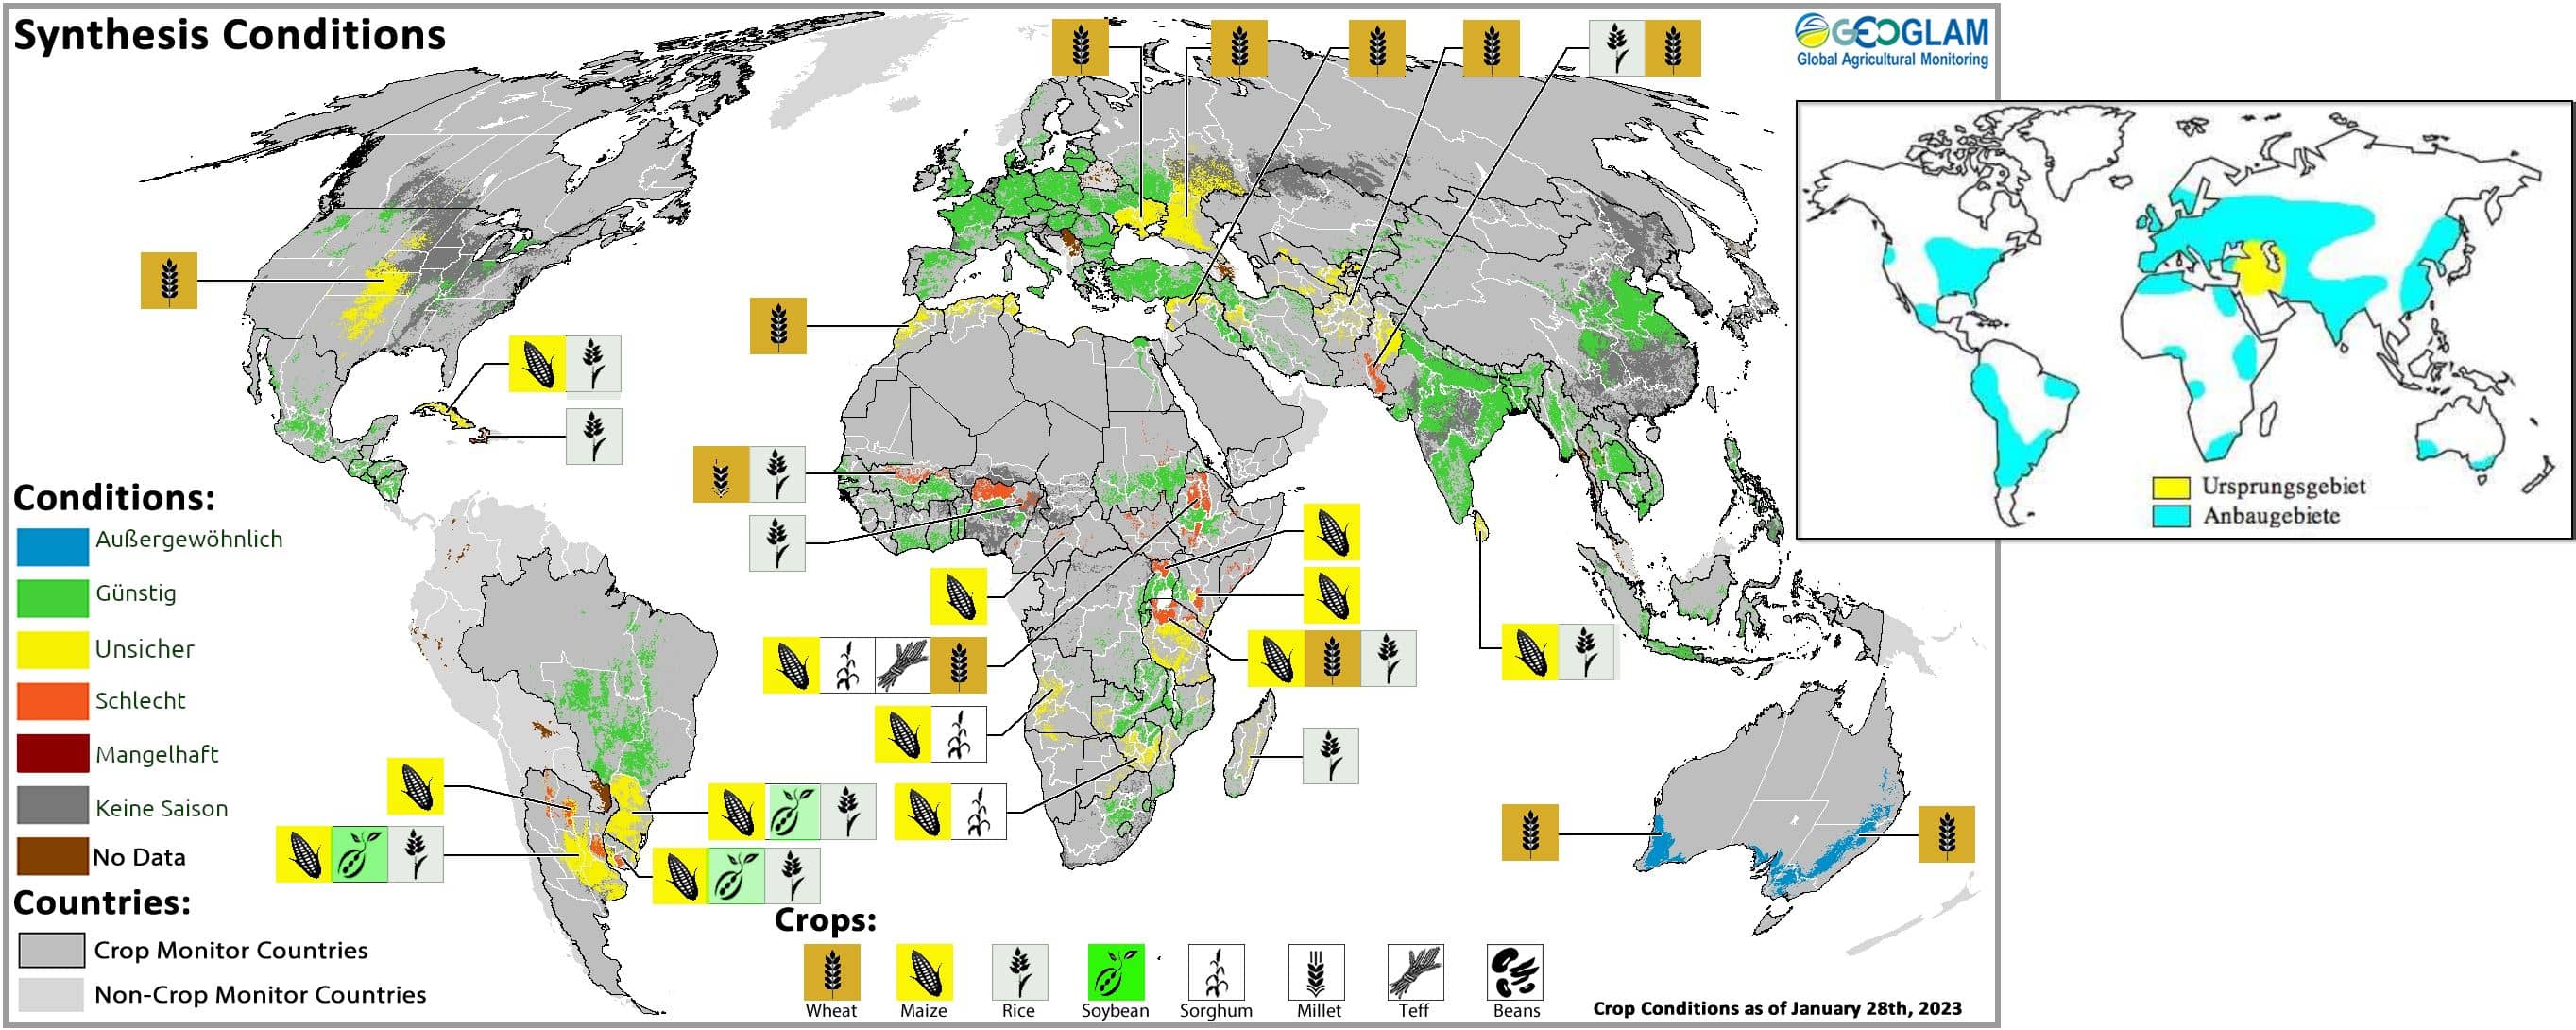 Synthesis Conditions
GEOGLAM
Global Agricultural Monitoring
Ursprungsgebiet
Anbaugebiete
Conditions:
Außergewöhnlich
Günstig
Unsicher
Schlecht
Mangelhaft
Keine Saison
No Data
Countries:
Crop Monitor Countries
Non-Crop Monitor Countries
Crops:
Wheat
Maize
Rice
Soybean
Sorghum
Millet
Teff
Beans
Crop Conditions as of January 28th, 2023